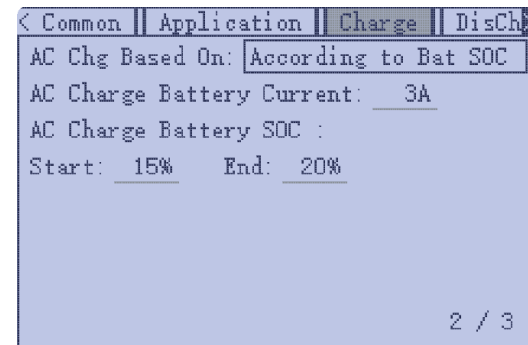 < Common Application Charge DisCh
AC Chg Based On: According to Bat SOC
AC Charge Battery Current: 3A
AC Charge Battery SOC :
Start: 15% End: 20%
2 / 3